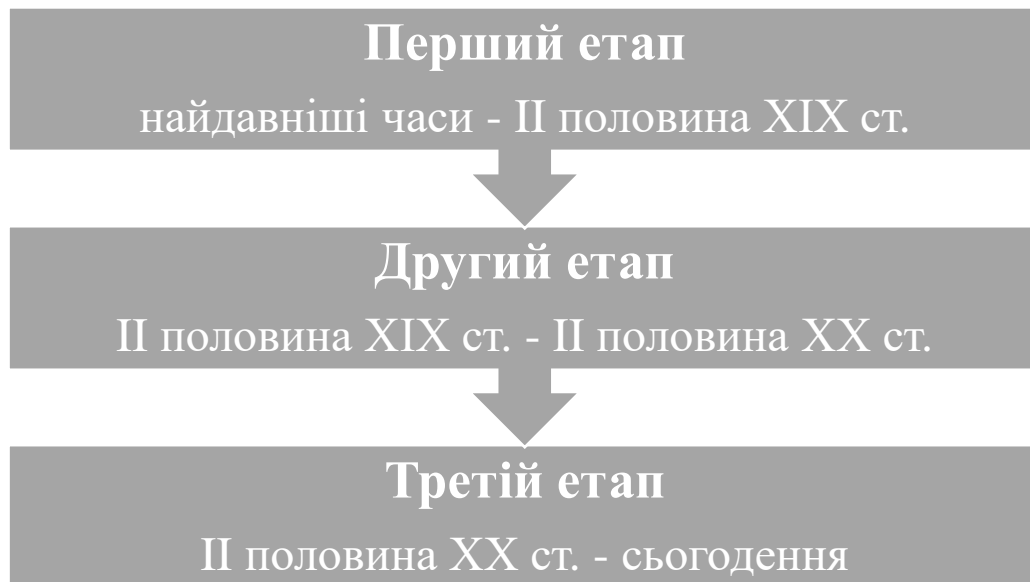 Перший етап
найдавніші часи - II половина XIX ст.
Другий етап
II половина XIX ст. - II половина XX ст.
Третій етап
II половина XX ст. - сьогодення